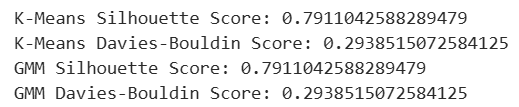 K-Means Silhouette Score: 0.7911042588289479
K-Means Davies-Bouldin Score: 0.2938515072584125
GMM Silhouette Score: 0.7911042588289479
GMM Davies-Bouldin Score: 0.2938515072584125